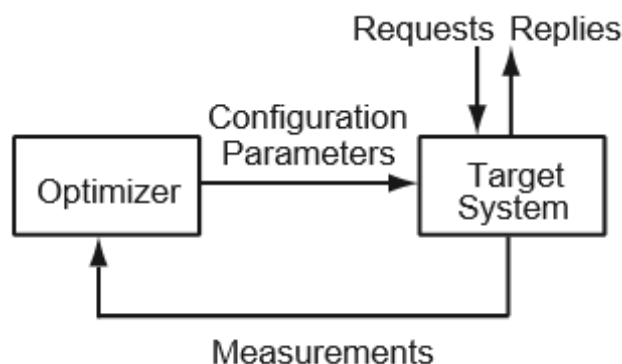 Requests Replies
Configuration
Parameters
Optimizer
Target
System
Measurements